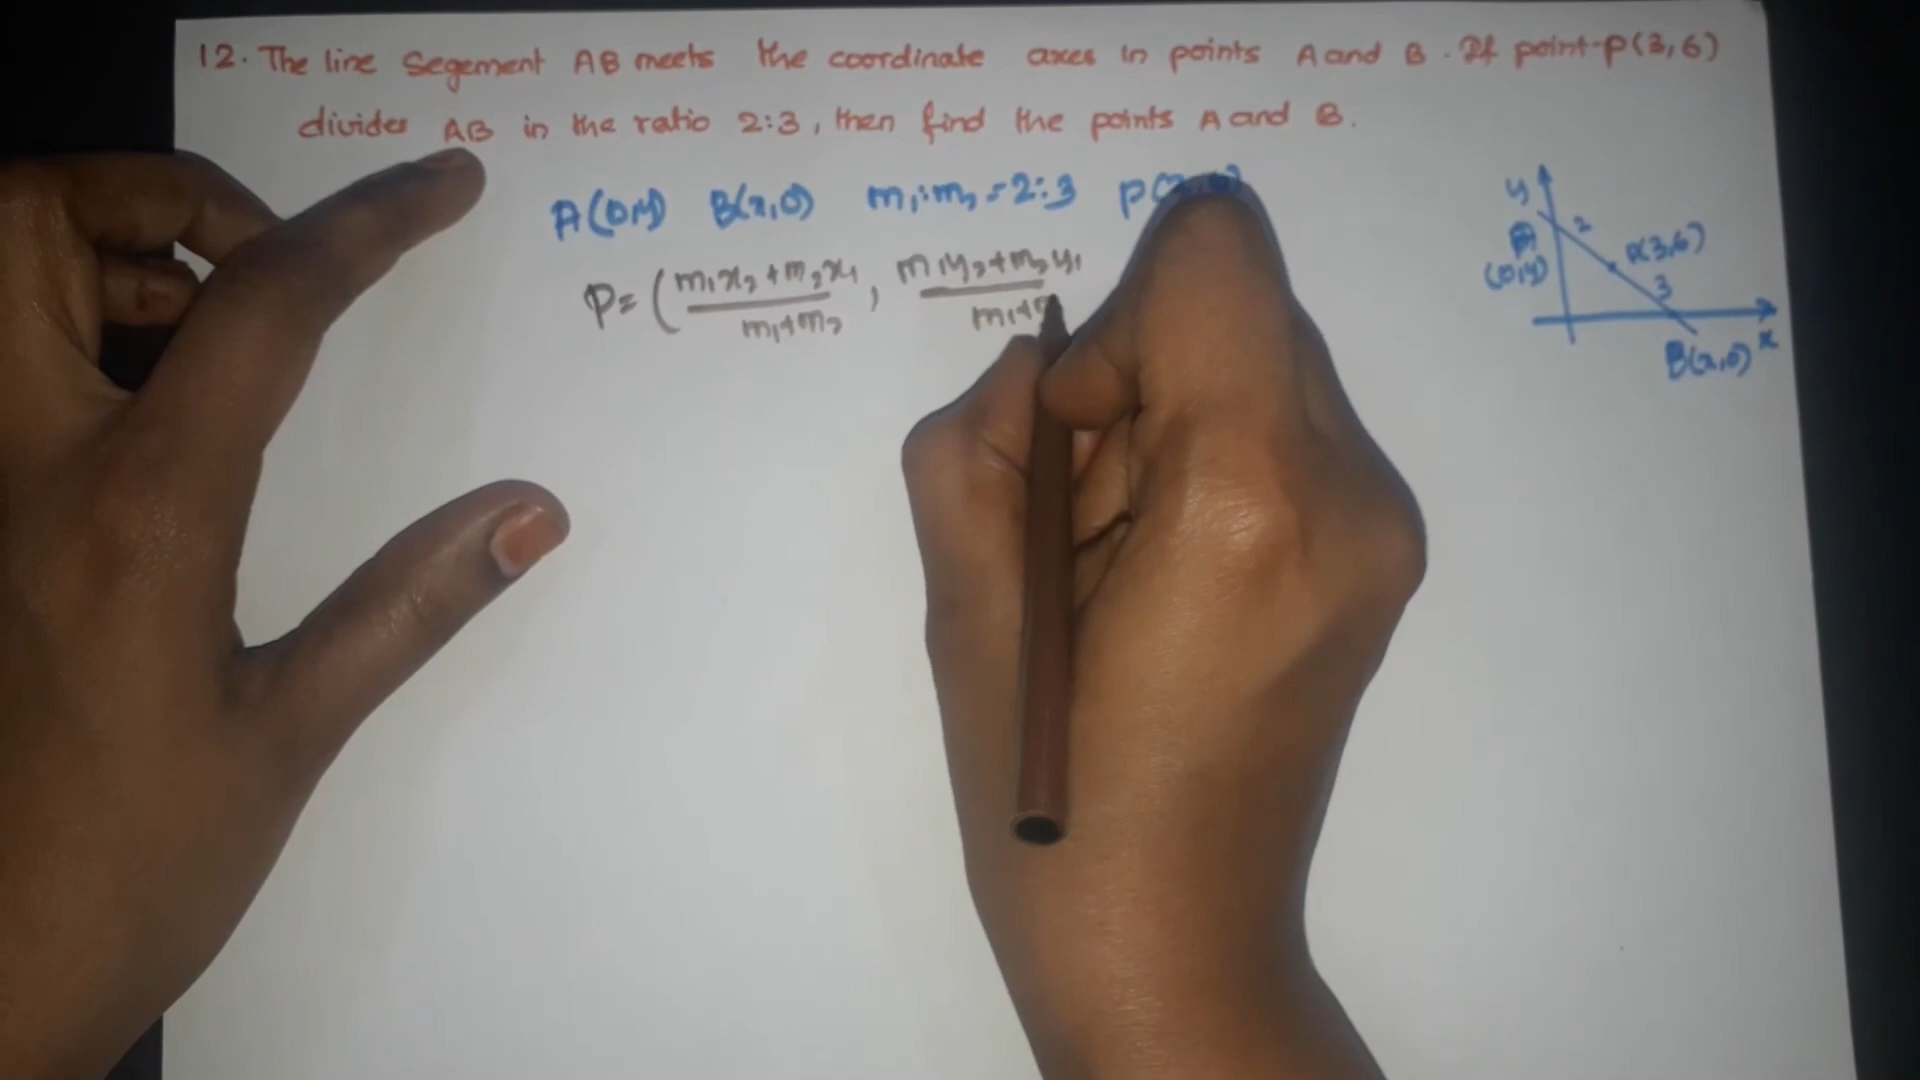 12. The line Segement AB meets the coordinate axes in points A and B. If point-P(3,6)
divides AB in the ratio 2:3, then find the points A and B.
A(0,y) B(x,0) m₁:m₂=2:3 P(
P= (m₁x₂+m₂x₁/m₁+m₂, m₁y₂+m₂y₁/m₁+
y
2
A
P(3,6)
(0,y)
3
x
B(x,0)